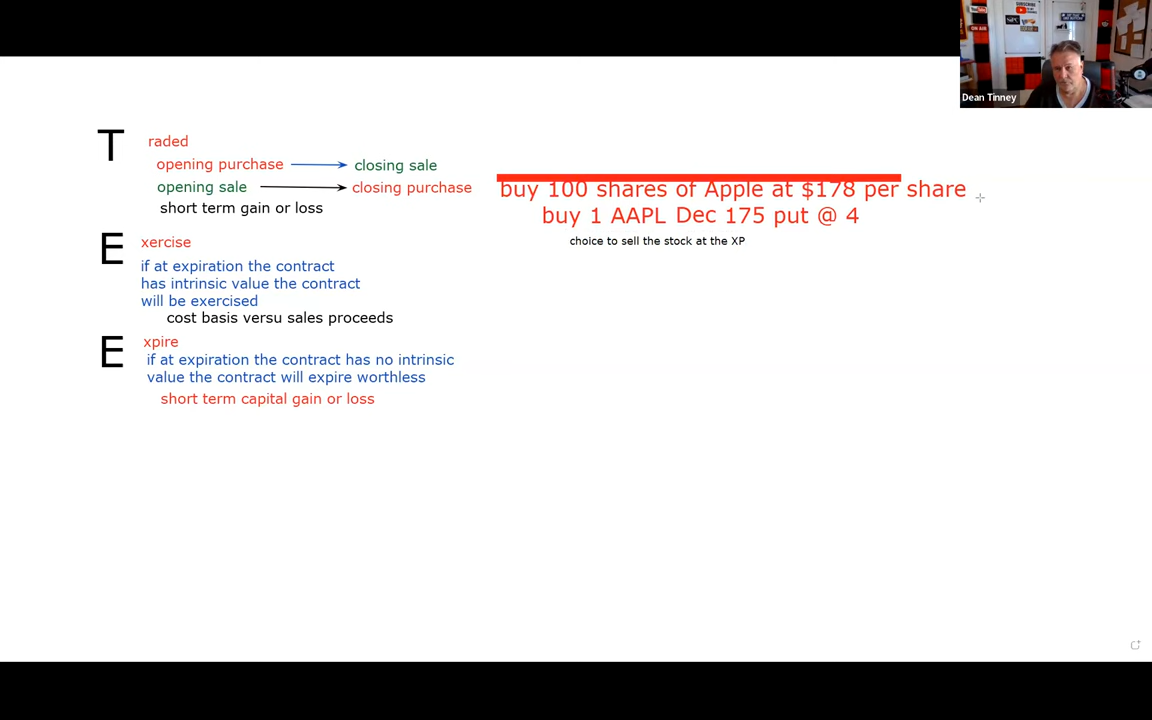 T
raded
opening purchase closing sale
opening sale closing purchase
short term gain or loss
E
xercise
if at expiration the contract
has intrinsic value the contract
will be exercised
cost basis versu sales proceeds
E
xpire
if at expiration the contract has no intrinsic
value the contract will expire worthless
short term capital gain or loss
buy 100 shares of Apple at $178 per share
buy 1 AAPL Dec 175 put @ 4
choice to sell the stock at the XP
SUBSCRIBE
ON AIR
Dean Tinney